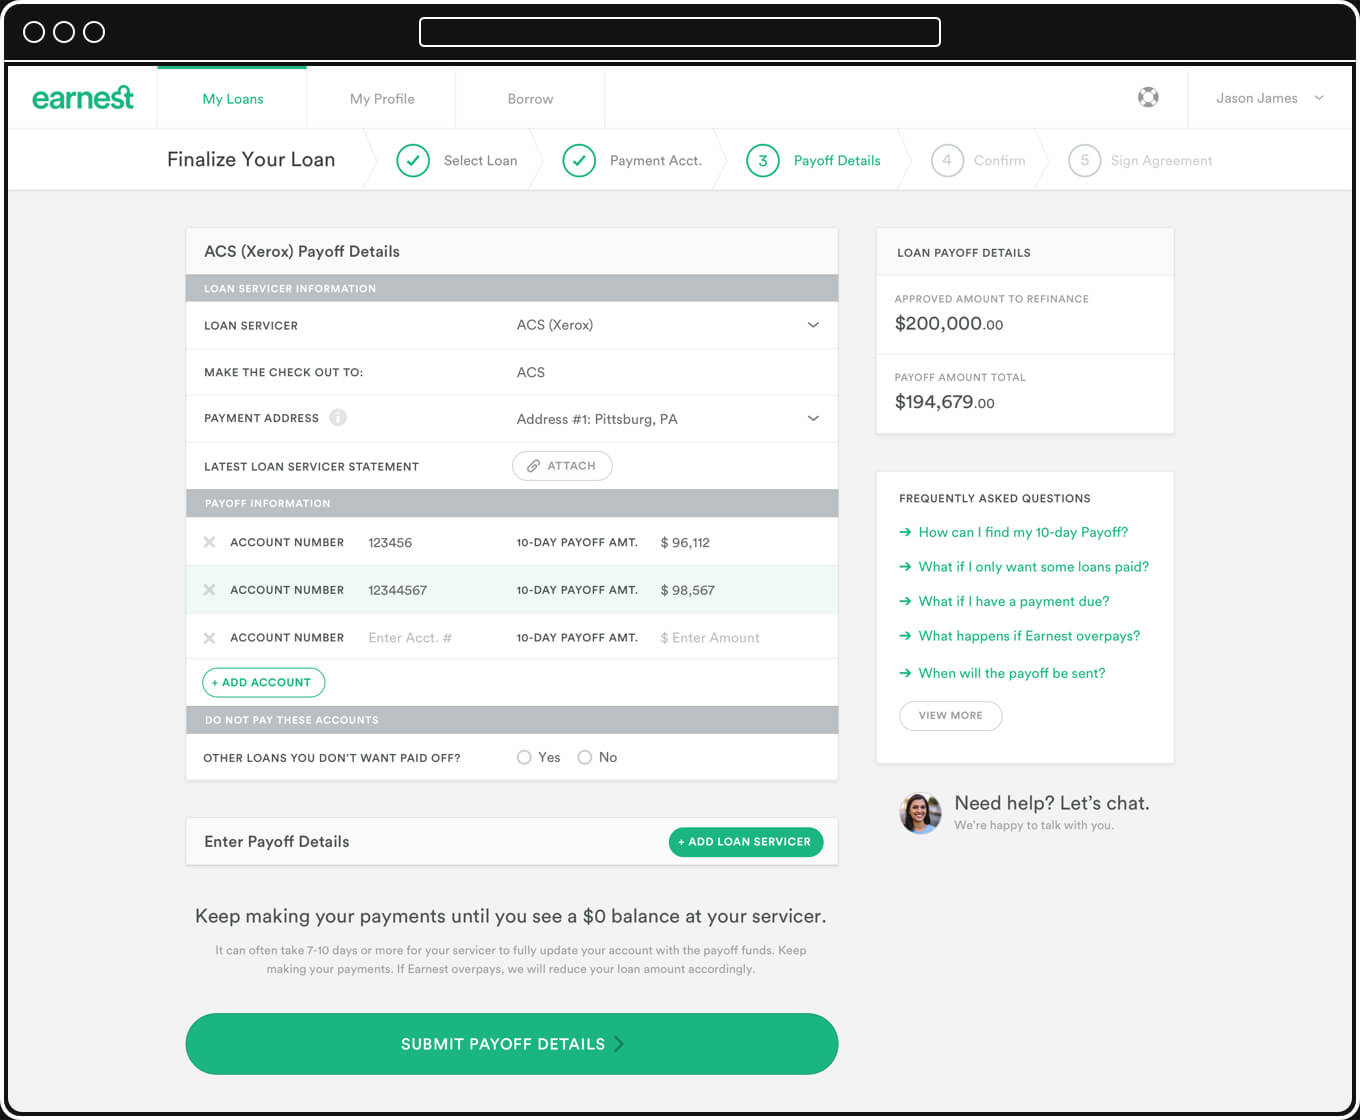 earnest
My Loans
My Profile
Borrow
Jason James
Finalize Your Loan
Select Loan
Payment Acct.
3
Payoff Details
4
Confirm
5
Sign Agreement
ACS (Xerox) Payoff Details
LOAN SERVICER INFORMATION
LOAN SERVICER
ACS (Xerox)
MAKE THE CHECK OUT TO:
ACS
PAYMENT ADDRESS
i
Address #1: Pittsburg, PA
LATEST LOAN SERVICER STATEMENT
ATTACH
PAYOFF INFORMATION
ACCOUNT NUMBER
123456
10-DAY PAYOFF AMT.
$ 96,112
ACCOUNT NUMBER
12344567
10-DAY PAYOFF AMT.
$ 98,567
ACCOUNT NUMBER
Enter Acct. #
10-DAY PAYOFF AMT.
$ Enter Amount
+ ADD ACCOUNT
DO NOT PAY THESE ACCOUNTS
OTHER LOANS YOU DON'T WANT PAID OFF?
Yes
No
Enter Payoff Details
+ ADD LOAN SERVICER
Keep making your payments until you see a $0 balance at your servicer.
It can often take 7-10 days or more for your servicer to fully update your account with the payoff funds. Keep
making your payments. If Earnest overpays, we will reduce your loan amount accordingly.
SUBMIT PAYOFF DETAILS
LOAN PAYOFF DETAILS
APPROVED AMOUNT TO REFINANCE
$200,000.00
PAYOFF AMOUNT TOTAL
$194,679.00
FREQUENTLY ASKED QUESTIONS
How can I find my 10-day Payoff?
What if I only want some loans paid?
What if I have a payment due?
What happens if Earnest overpays?
When will the payoff be sent?
VIEW MORE
Need help? Let's chat.
We're happy to talk with you.